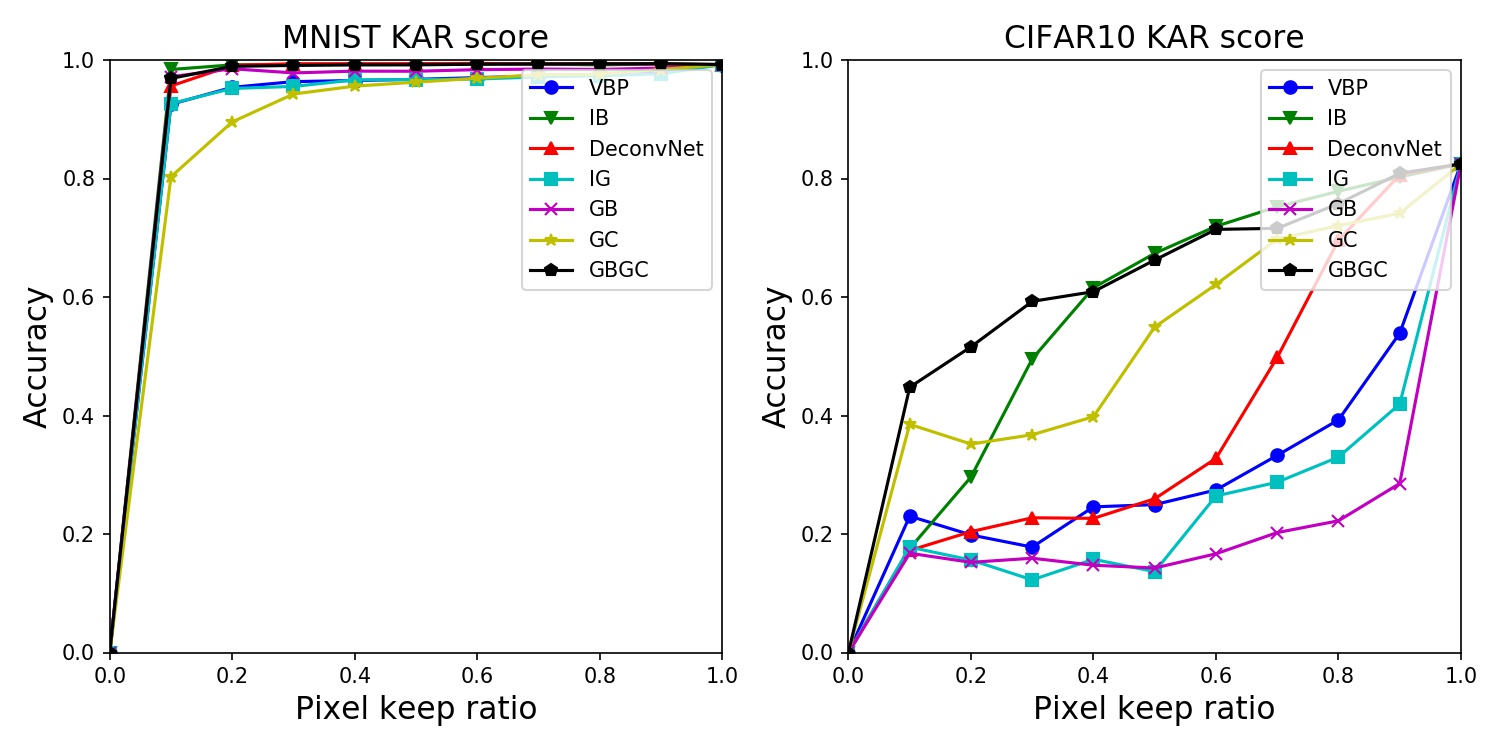 MNIST KAR score
1.0
0.8
0.6
0.4
0.2
0.0
Accuracy
0.0 0.2 0.4 0.6 0.8 1.0
Pixel keep ratio
VBP
IB
DeconvNet
IG
GB
GC
GBGC
CIFAR10 KAR score
1.0
0.8
0.6
0.4
0.2
0.0
Accuracy
0.0 0.2 0.4 0.6 0.8 1.0
Pixel keep ratio
VBP
IB
DeconvNet
IG
GB
GC
GBGC